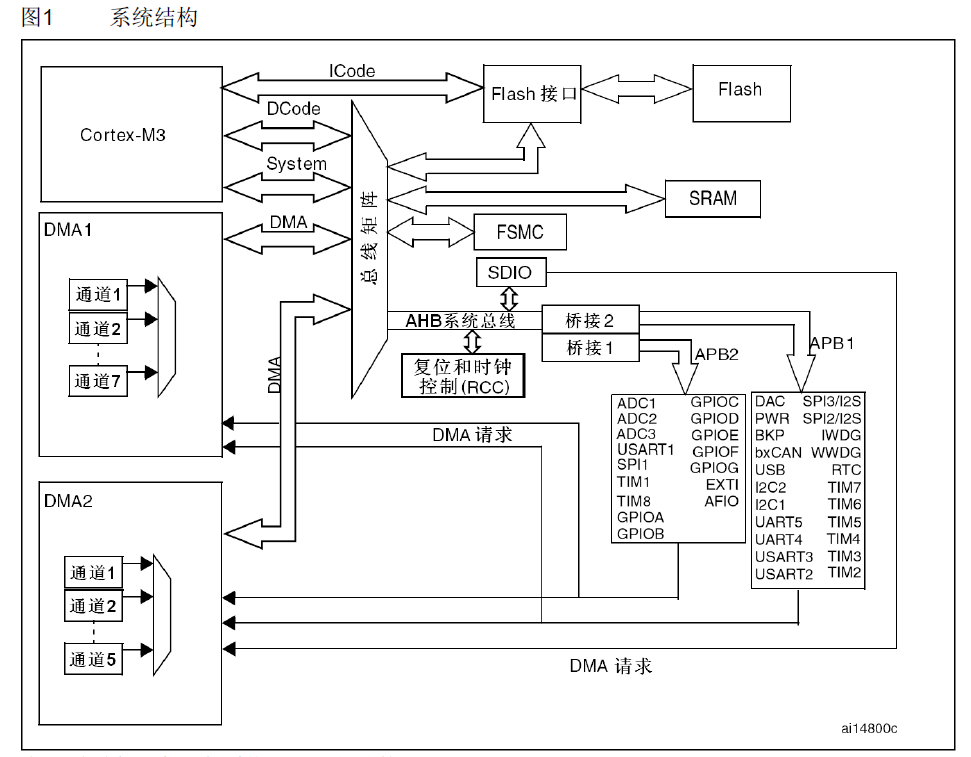 图1 系统结构
ICode
Cortex-M3
Flash 接口
Flash
DCode
System
总线矩阵
SRAM
DMA1
DMA
FSMC
通道1
通道2
通道7
SDIO
AHB系统总线
桥接2
桥接1
复位和时钟
控制(RCC)
APB2
APB1
DMA
DMA 请求
ADC1 GPIOC
ADC2 GPIOD
ADC3 GPIOE
USART1 GPIOF
SPI1 GPIOG
TIM1 EXTI
TIM8 AFIO
GPIOA
GPIOB
DAC SPI3/I2S
PWR SPI2/I2S
BKP IWDG
bxCAN WWDG
USB RTC
I2C2 TIM7
I2C1 TIM6
UART5 TIM5
UART4 TIM4
USART3 TIM3
USART2 TIM2
DMA2
通道1
通道2
通道5
DMA 请求
ai14800c